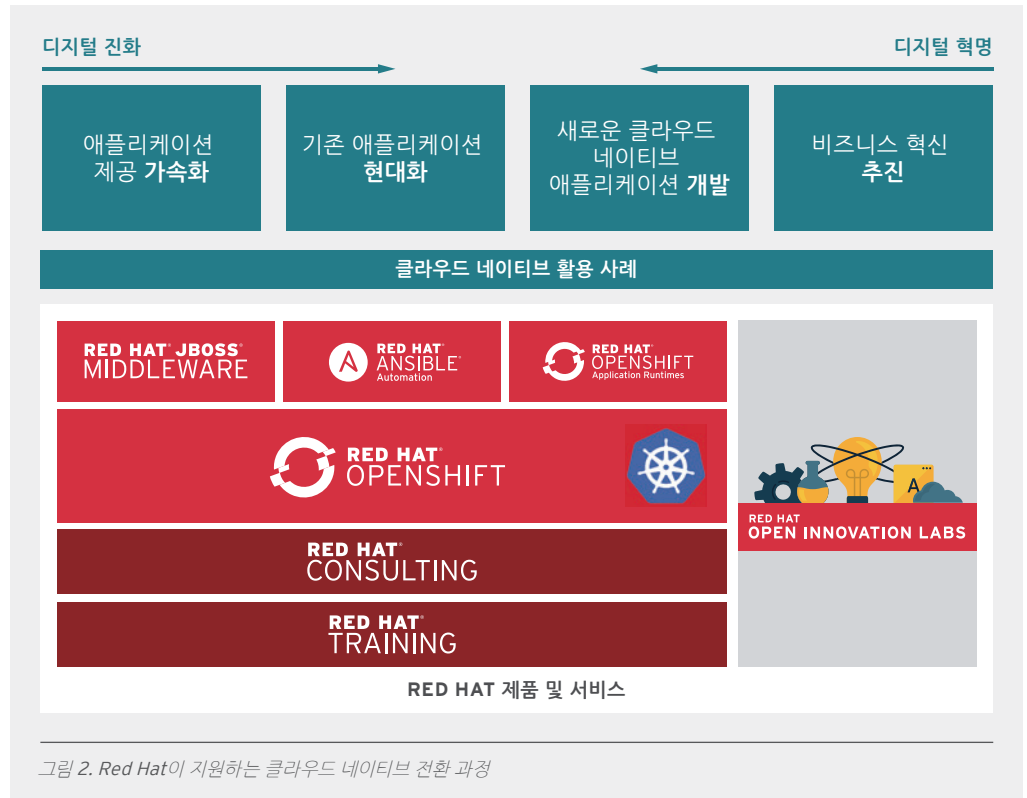 디지털 진화
디지털 혁명
애플리케이션
제공 가속화
기존 애플리케이션
현대화
새로운 클라우드
네이티브
애플리케이션 개발
비즈니스 혁신
추진
클라우드 네이티브 활용 사례
RED HAT® JBOSS®
MIDDLEWARE
A
RED HAT®
ANSIBLE®
Automation
RED HAT®
OPENSHIFT
Application Runtimes
RED HAT®
OPENSHIFT
A
RED HAT
OPEN INNOVATION LABS
RED HAT®
CONSULTING
RED HAT®
TRAINING
RED HAT 제품 및 서비스
그림 2. Red Hat이 지원하는 클라우드 네이티브 전환 과정